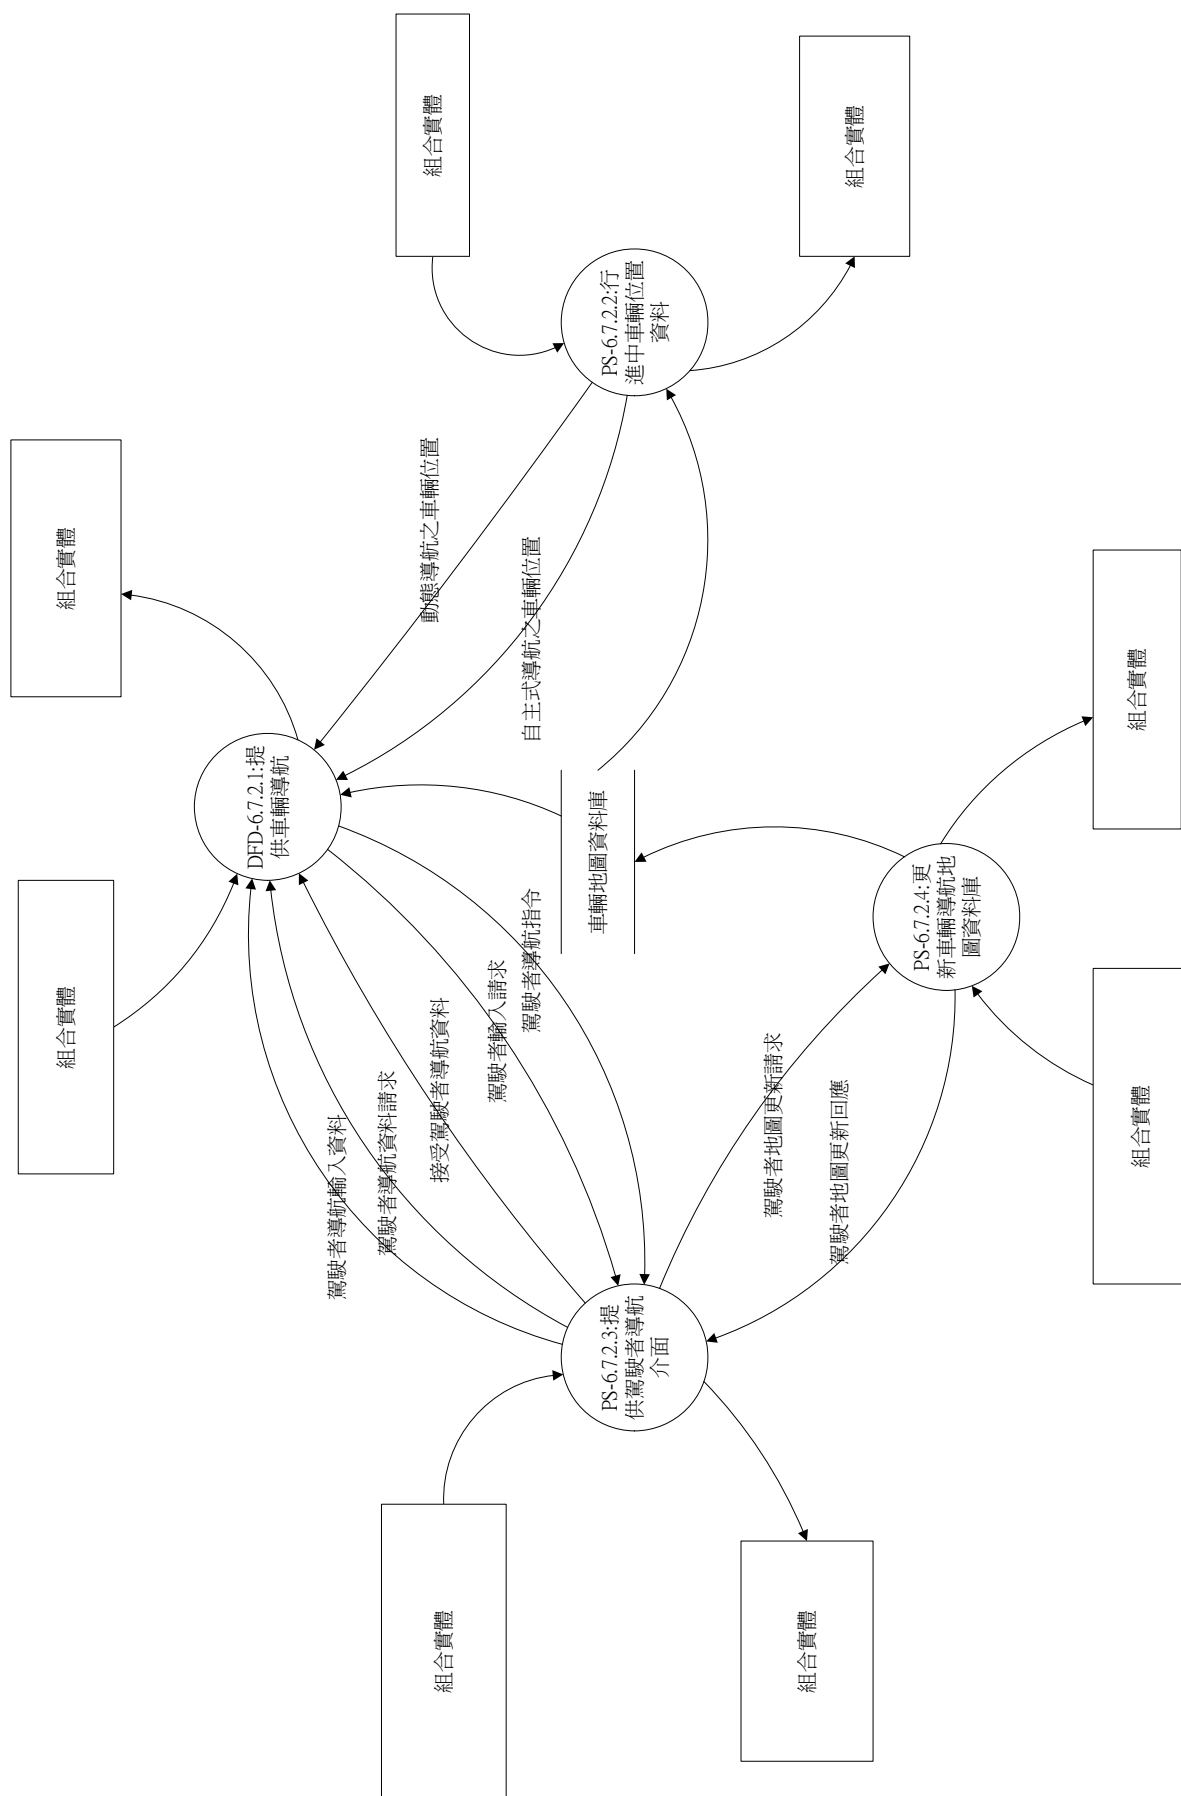 組合實體
組合實體
組合實體
組合實體
DFD-6.7.2.1:提
供車輛導航
PS-6.7.2.2:行
進中車輛位置
資料
動態導航之車輛位置
自主式導航之車輛位置
駕駛者導航輸入資料
駕駛者導航資料請求
接受駕駛者導航資料
駕駛者輸入請求
駕駛者導航指令
車輛地圖資料庫
組合實體
PS-6.7.2.3:提
供駕駛者導航
介面
駕駛者地圖更新請求
駕駛者地圖更新回應
PS-6.7.2.4:更
新車輛導航地
圖資料庫
組合實體
組合實體
組合實體